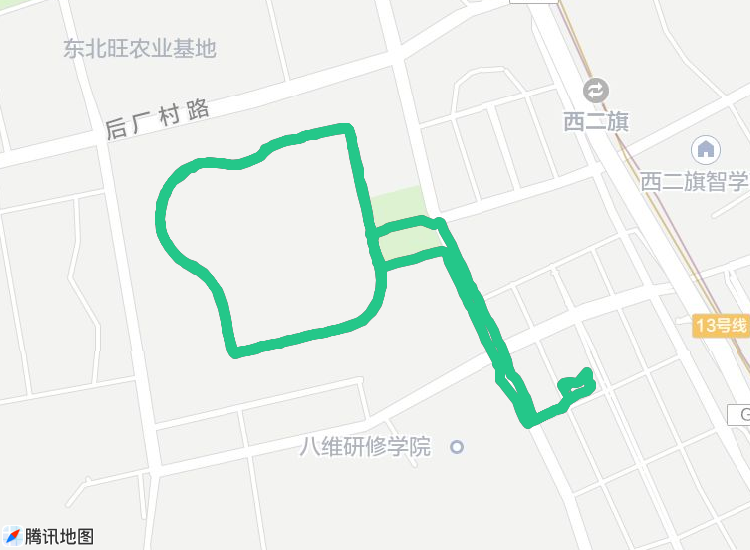 东北旺农业基地
后厂村路
西二旗
西二旗智学
13号线
G
八维研修学院
腾讯地图